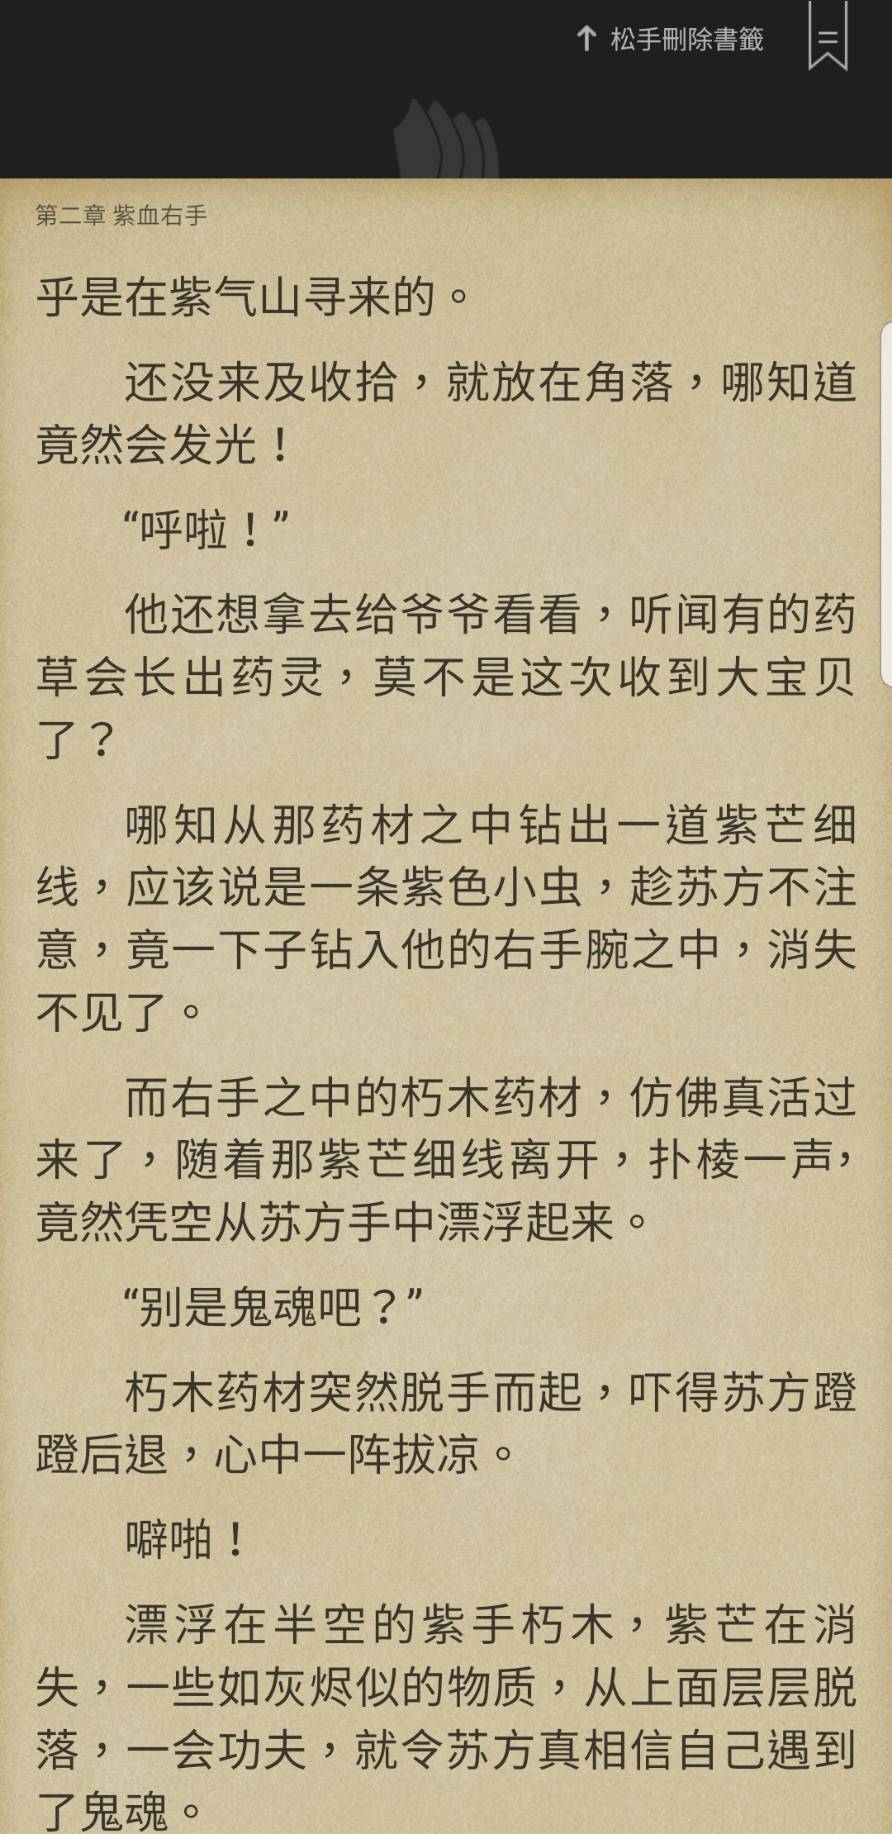 松手刪除書籤
第二章 紫血右手
乎是在紫气山寻来的。
还没来及收拾，就放在角落，哪知道
竟然会发光！
“呼啦！”
他还想拿去给爷爷看看，听闻有的药
草会长出药灵，莫不是这次收到大宝贝
了？
哪知从那药材之中钻出一道紫芒细
线，应该说是一条紫色小虫，趁苏方不注
意，竟一下子钻入他的右手腕之中，消失
不见了。
而右手之中的朽木药材，仿佛真活过
来了，随着那紫芒细线离开，扑棱一声，
竟然凭空从苏方手中漂浮起来。
“别是鬼魂吧？”
朽木药材突然脱手而起，吓得苏方蹬
蹬后退，心中一阵拔凉。
噼啪！
漂浮在半空的紫手朽木，紫芒在消
失，一些如灰烬似的物质，从上面层层脱
落，一会功夫，就令苏方真相信自己遇到
了鬼魂。